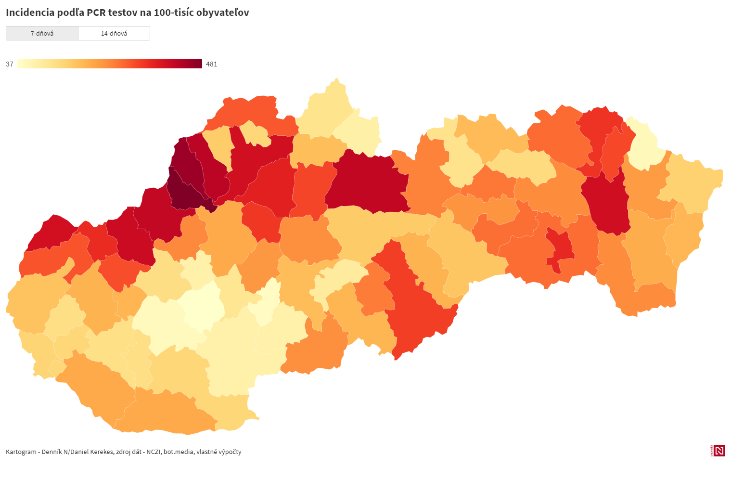 Incidencia podľa PCR testov na 100-tisíc obyvateľov
7-dňová
14-dňová
37
481
Kartogram - Denník N/Daniel Kerekes, zdroj dát - NCZI, bot.media, vlastné výpočty
N